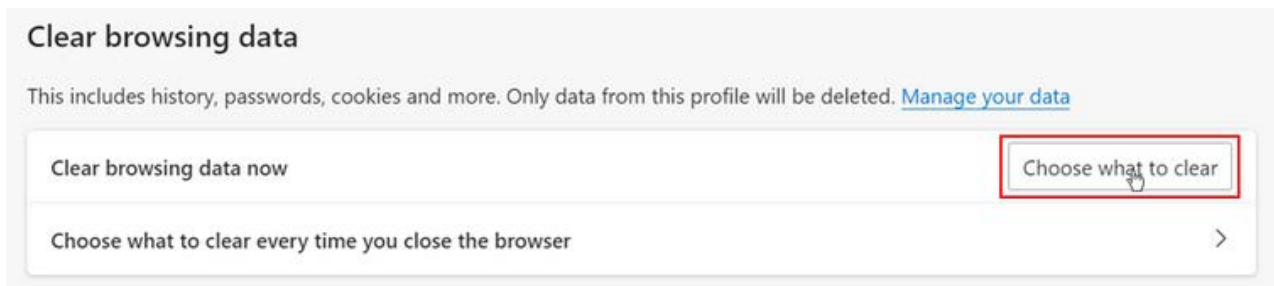 Clear browsing data
This includes history, passwords, cookies and more. Only data from this profile will be deleted. Manage your data
Clear browsing data now
Choose what to clear
Choose what to clear every time you close the browser